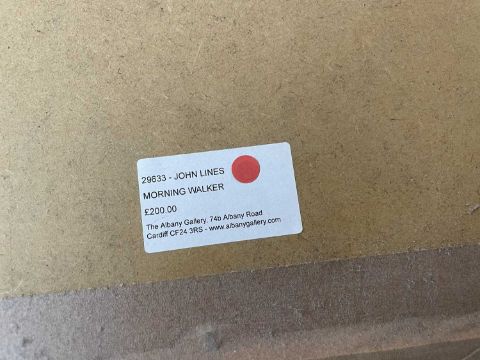 29633 - JOHN LINES
MORNING WALKER
£200.00
The Albany Gallery, 74b Albany Road
Cardiff CF24 3RS - www.albanygallery.com